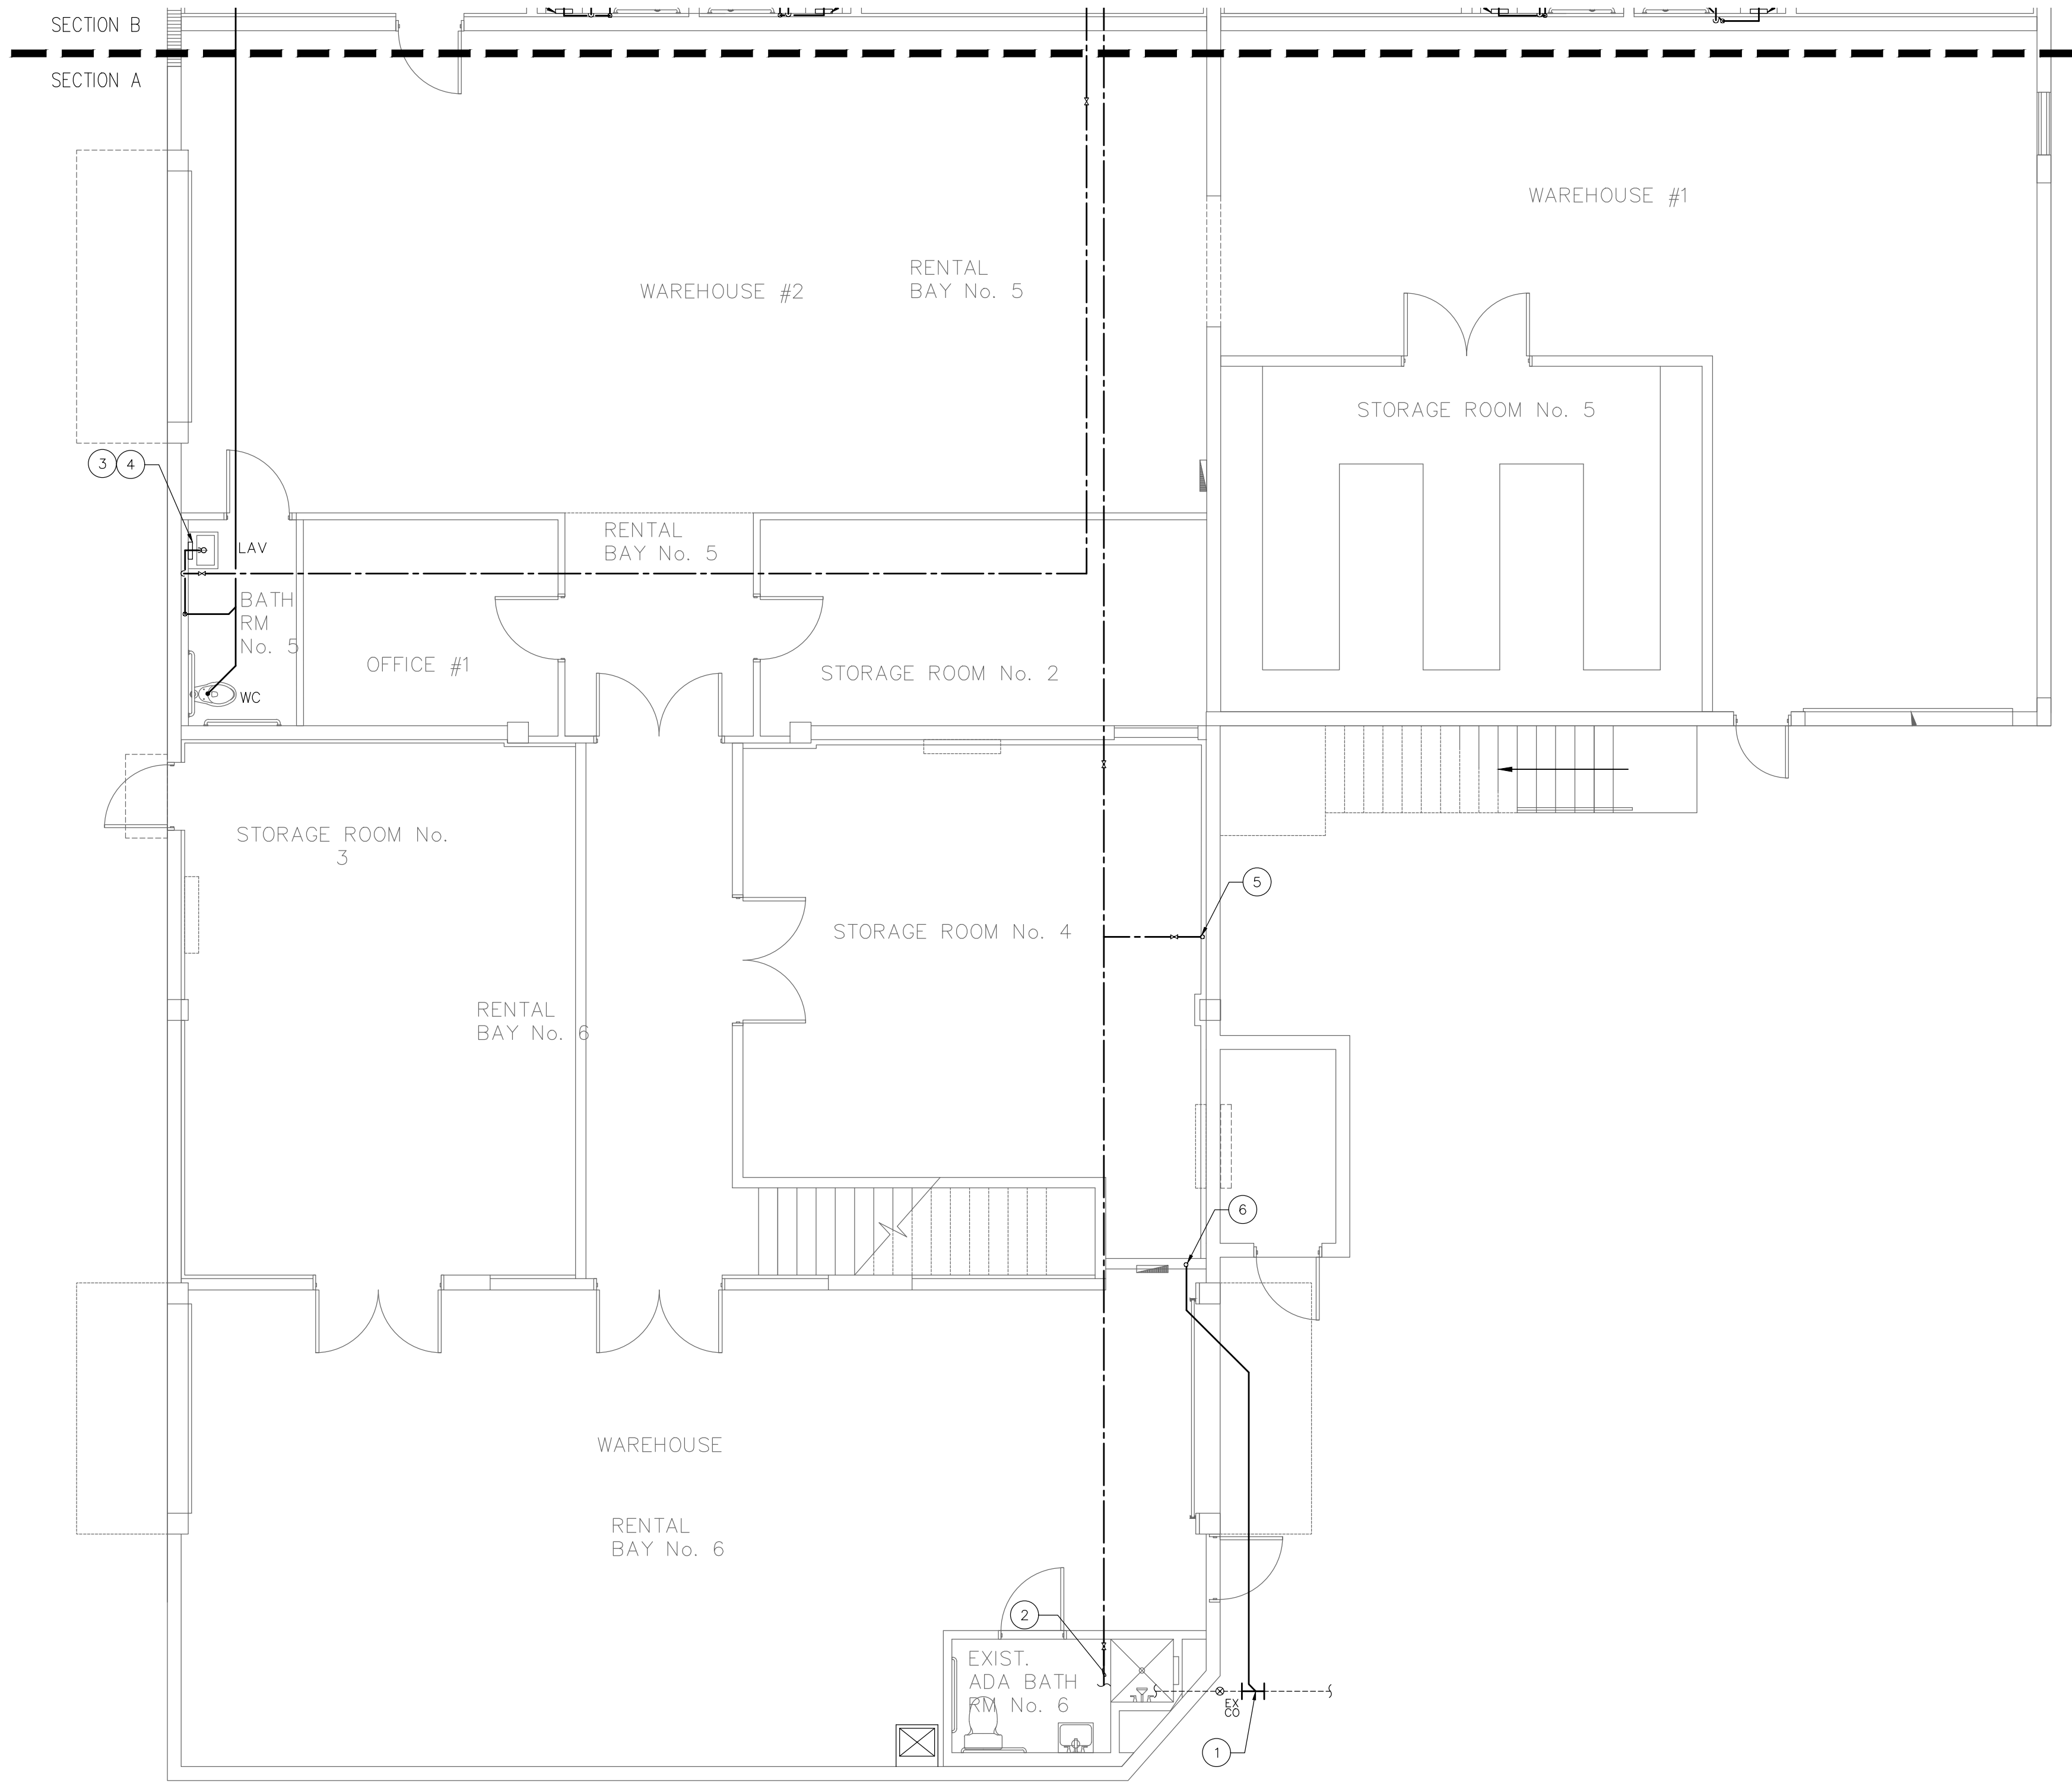 SECTION B
SECTION A
WAREHOUSE #1
RENTAL
BAY No. 5
WAREHOUSE #2
STORAGE ROOM No. 5
3
4
RENTAL
BAY No. 5
LAV
BATH
RM
No. 5
OFFICE #1
STORAGE ROOM No. 2
WC
STORAGE ROOM No.
3
5
STORAGE ROOM No. 4
RENTAL
BAY No. 6
6
WAREHOUSE
RENTAL
BAY No. 6
2
EXIST.
ADA BATH
RM No. 6
EX
CO
1